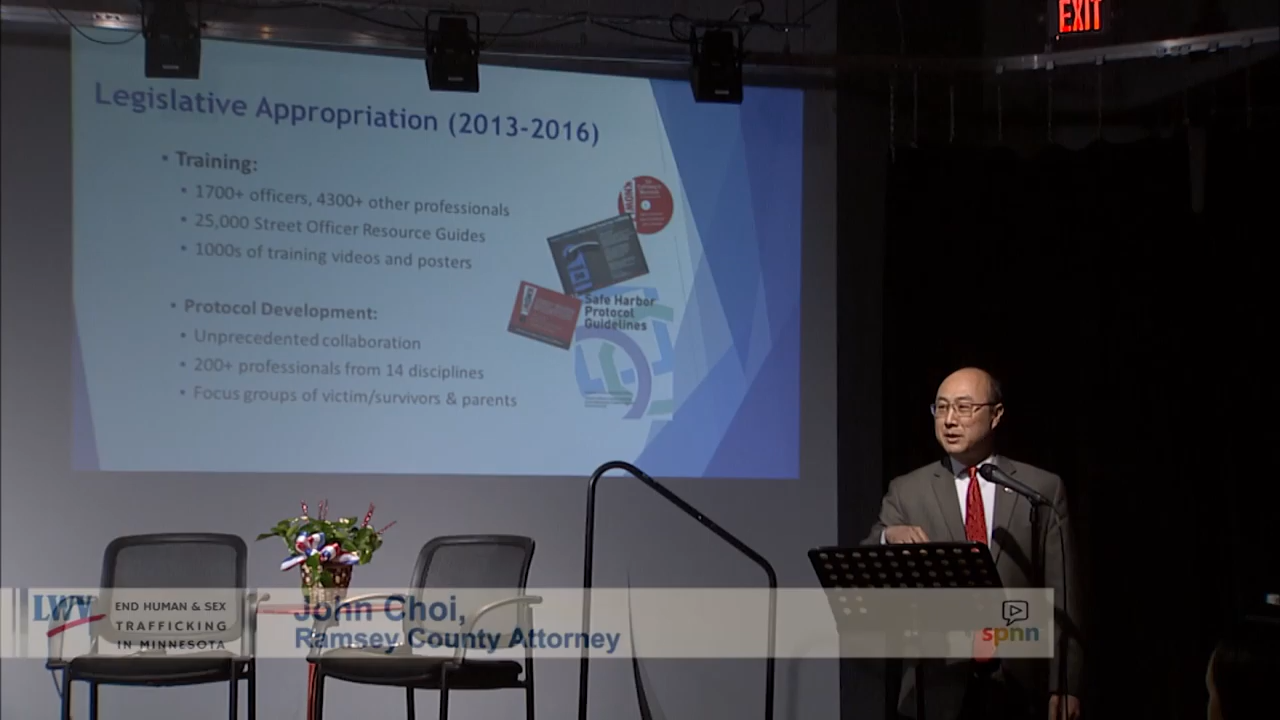 EXIT
Legislative Appropriation (2013-2016)
▪ Training:
▪ 1700+ officers, 4300+ other professionals
▪ 25,000 Street Officer Resource Guides
▪ 1000s of training videos and posters
▪ Protocol Development:
▪ Unprecedented collaboration
▪ 200+ professionals from 14 disciplines
▪ Focus groups of victim/survivors & parents
Safe Harbor
Protocol
Guidelines
LWV
END HUMAN & SEX
TRAFFICKING
IN MINNESOTA
John Choi,
Ramsey County Attorney
spnn